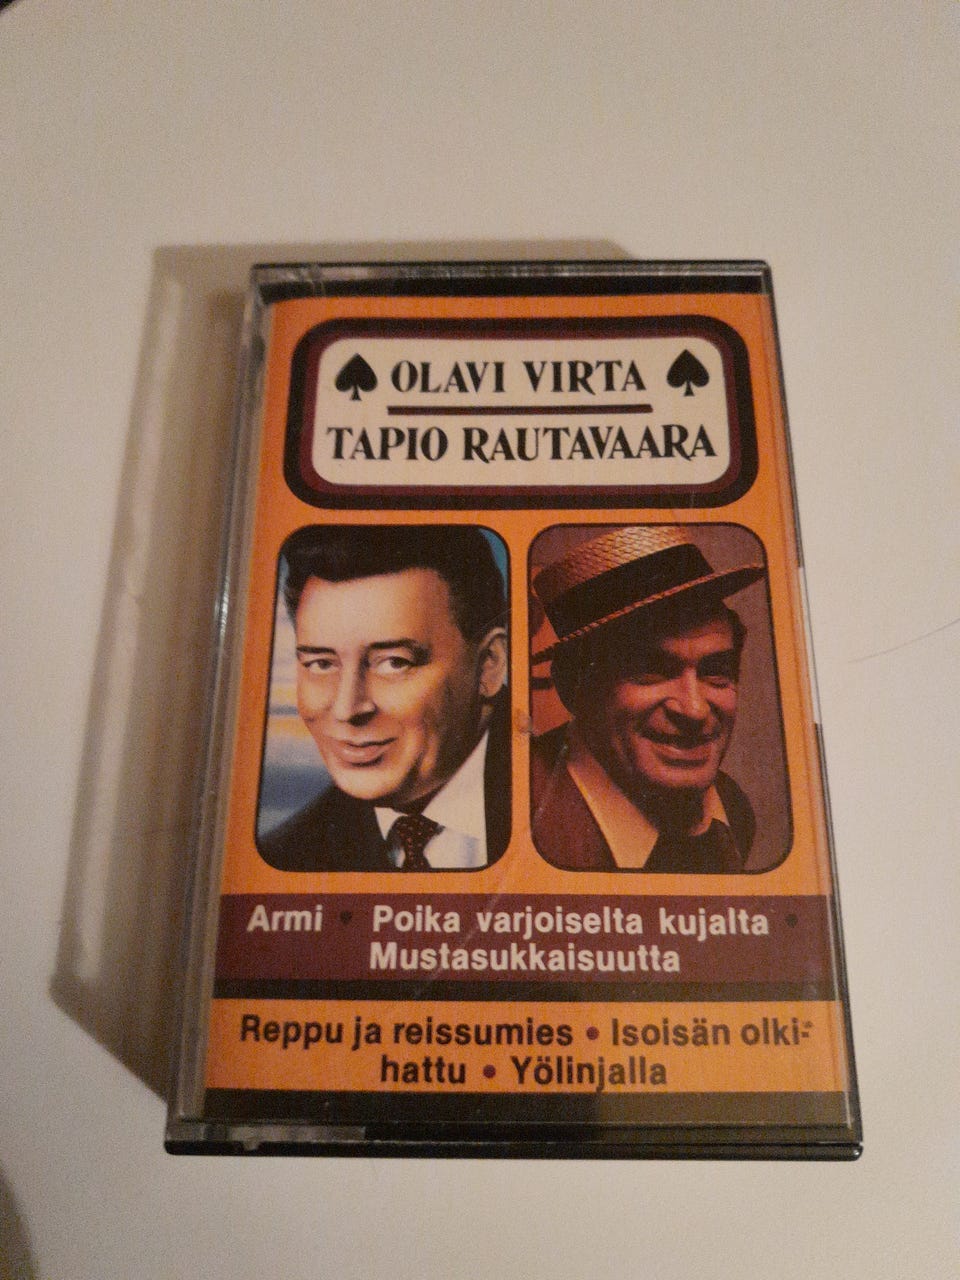 OLAVI VIRTA
TAPIO RAUTAVAARA
Armi • Poika varjoiselta kujalta •
Mustasukkaisuutta
Reppu ja reissumies • Isoisän olki-
hattu • Yölinjalla